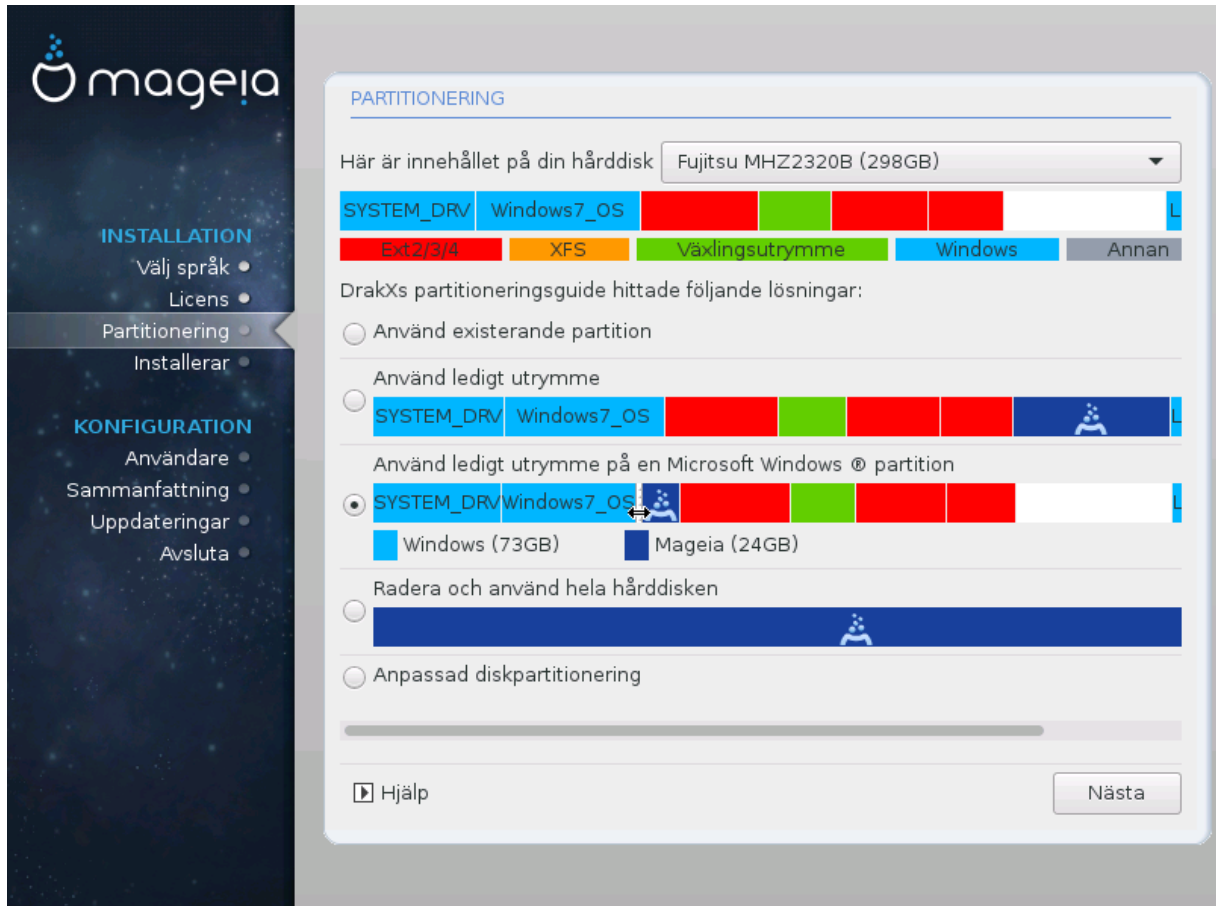 mageia
INSTALLATION
Välj språk
Licens
Partitionering
Installerar
KONFIGURATION
Användare
Sammanfattning
Uppdateringar
Avsluta
PARTITIONERING
Här är innehållet på din hårddisk Fujitsu MHZ2320B (298GB)
SYSTEM_DRV Windows7_OS L
Ext2/3/4 XFS Växlingsutrymme Windows Annan
DrakXs partitioneringsguide hittade följande lösningar:
Använd existerande partition
Använd ledigt utrymme
SYSTEM_DRV Windows7_OS L
Använd ledigt utrymme på en Microsoft Windows ® partition
SYSTEM_DRV Windows7_OS L
Windows (73GB) Mageia (24GB)
Radera och använd hela hårddisken
Anpassad diskpartitionering
Hjälp Nästa